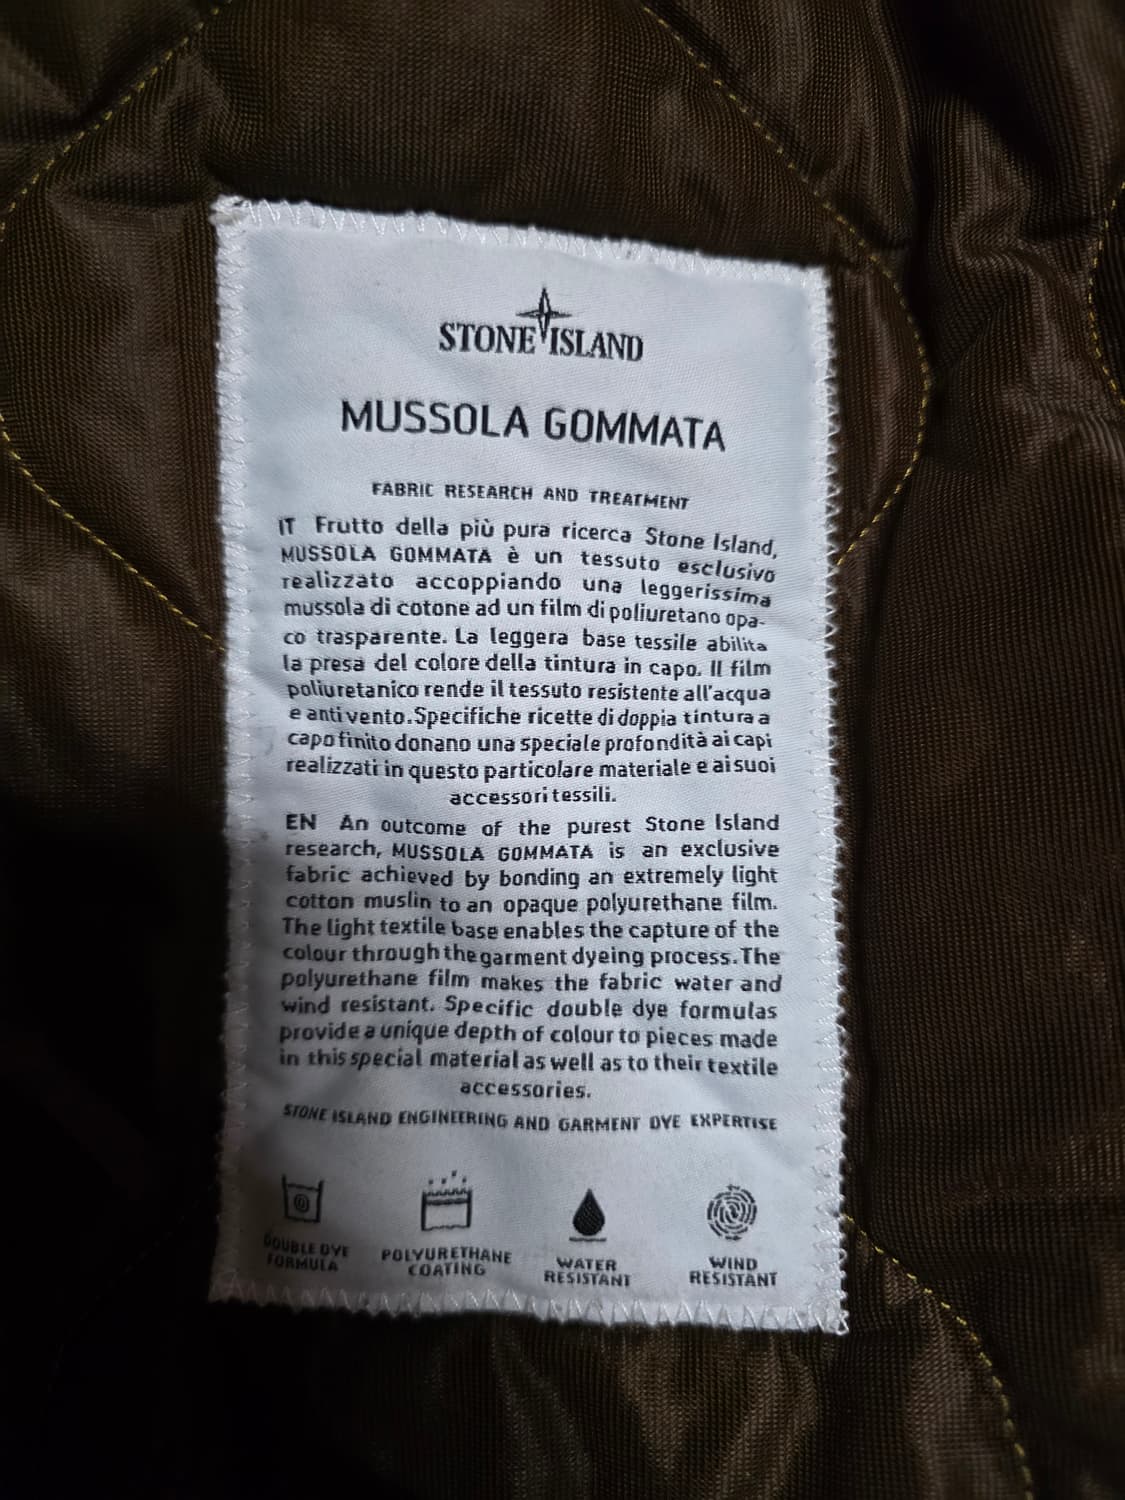 STONE ISLAND
MUSSOLA GOMMATA
FABRIC RESEARCH AND TREATMENT
IT Frutto della più pura ricerca Stone Island,
MUSSOLA GOMMATA è un tessuto esclusivo
realizzato accoppiando una leggerissima
mussola di cotone ad un film di poliuretano opa-
co trasparente. La leggera base tessile abilita
la presa del colore della tintura in capo. Il film
poliuretanico rende il tessuto resistente all'acqua
e antivento. Specifiche ricette di doppia tintura a
capo finito donano una speciale profondità ai capi
realizzati in questo particolare materiale e ai suoi
accessori tessili.
EN An outcome of the purest Stone Island
research, MUSSOLA GOMMATA is an exclusive
fabric achieved by bonding an extremely light
cotton muslin to an opaque polyurethane film.
The light textile base enables the capture of the
colour through the garment dyeing process. The
polyurethane film makes the fabric water and
wind resistant. Specific double dye formulas
provide a unique depth of colour to pieces made
in this special material as well as to their textile
accessories.
STONE ISLAND ENGINEERING AND GARMENT DYE EXPERTISE
DOUBLE DYE
FORMULA
POLYURETHANE
COATING
WATER
RESISTANT
WIND
RESISTANT